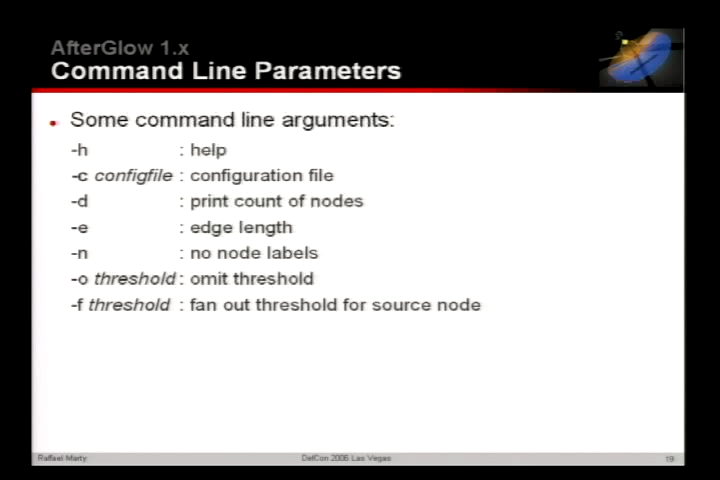 AfterGlow 1.x
Command Line Parameters
Some command line arguments:
-h : help
-c configfile : configuration file
-d : print count of nodes
-e : edge length
-n : no node labels
-o threshold : omit threshold
-f threshold : fan out threshold for source node
Raffael Marty DefCon 2006 Las Vegas 19